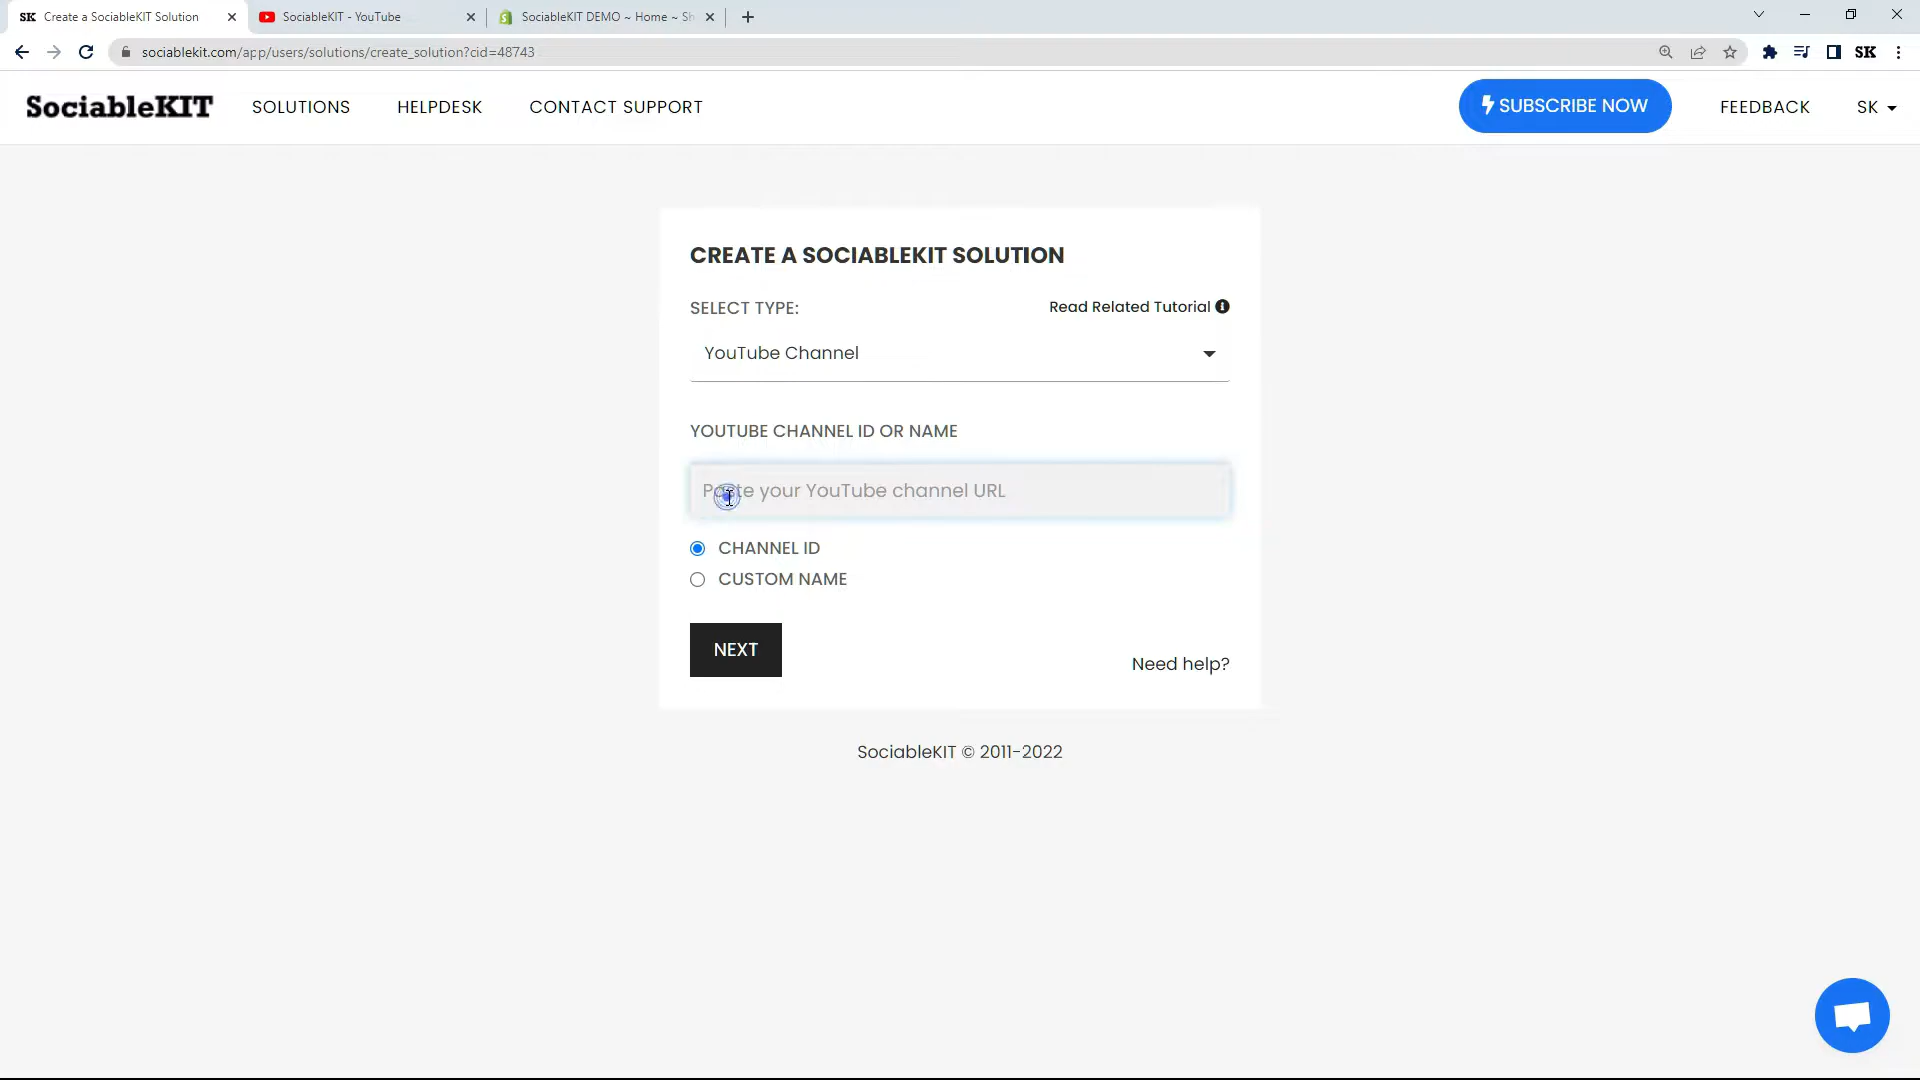 SK Create a SociableKIT Solution
SociableKIT - YouTube
SociableKIT DEMO ~ Home ~ Sh
sociablekit.com/app/users/solutions/create_solution?cid=48743
SK
SociableKIT
SOLUTIONS
HELPDESK
CONTACT SUPPORT
SUBSCRIBE NOW
FEEDBACK
SK
CREATE A SOCIABLEKIT SOLUTION
SELECT TYPE:
Read Related Tutorial
YouTube Channel
YOUTUBE CHANNEL ID OR NAME
Paste your YouTube channel URL
CHANNEL ID
CUSTOM NAME
NEXT
Need help?
SociableKIT © 2011-2022